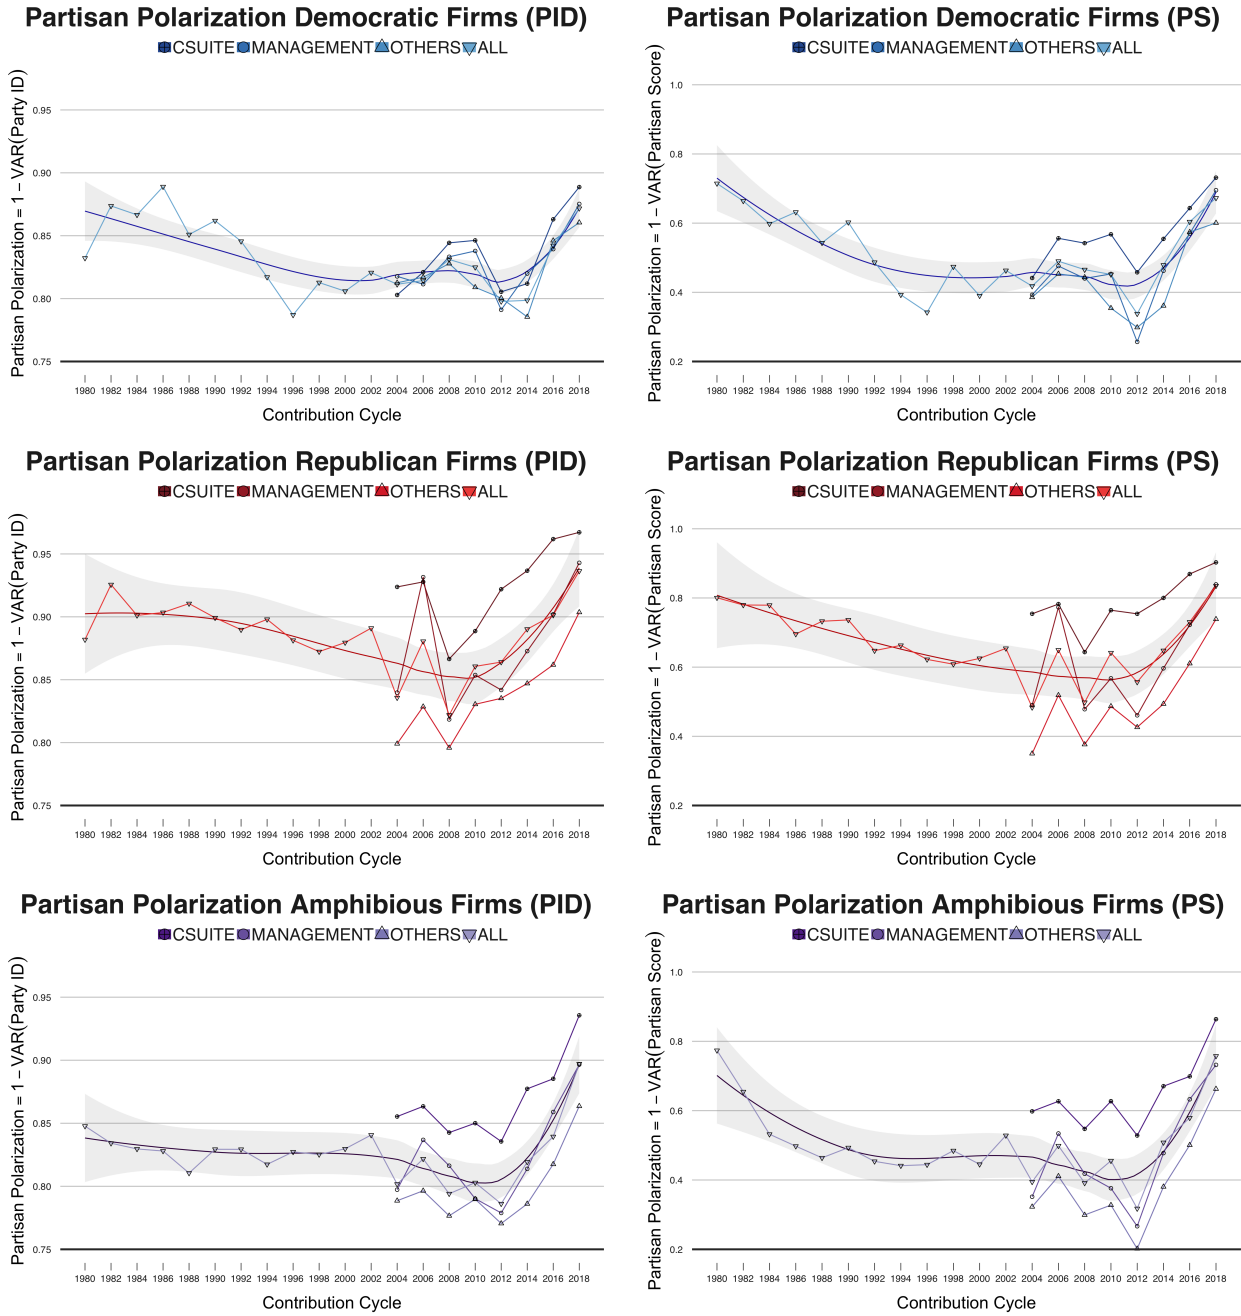 Partisan Polarization Democratic Firms (PID)
CSUITE MANAGEMENT OTHERS ALL
Partisan Polarization = 1 − VAR(Party ID)
0.95
0.90
0.85
0.80
0.75
1980 1982 1984 1986 1988 1990 1992 1994 1996 1998 2000 2002 2004 2006 2008 2010 2012 2014 2016 2018
Contribution Cycle
Partisan Polarization Democratic Firms (PS)
CSUITE MANAGEMENT OTHERS ALL
Partisan Polarization = 1 − VAR(Partisan Score)
1.0
0.8
0.6
0.4
0.2
1980 1982 1984 1986 1988 1990 1992 1994 1996 1998 2000 2002 2004 2006 2008 2010 2012 2014 2016 2018
Contribution Cycle
Partisan Polarization Republican Firms (PID)
CSUITE MANAGEMENT OTHERS ALL
Partisan Polarization = 1 − VAR(Party ID)
0.95
0.90
0.85
0.80
0.75
1980 1982 1984 1986 1988 1990 1992 1994 1996 1998 2000 2002 2004 2006 2008 2010 2012 2014 2016 2018
Contribution Cycle
Partisan Polarization Republican Firms (PS)
CSUITE MANAGEMENT OTHERS ALL
Partisan Polarization = 1 − VAR(Partisan Score)
1.0
0.8
0.6
0.4
0.2
1980 1982 1984 1986 1988 1990 1992 1994 1996 1998 2000 2002 2004 2006 2008 2010 2012 2014 2016 2018
Contribution Cycle
Partisan Polarization Amphibious Firms (PID)
CSUITE MANAGEMENT OTHERS ALL
Partisan Polarization = 1 − VAR(Party ID)
0.95
0.90
0.85
0.80
0.75
1980 1982 1984 1986 1988 1990 1992 1994 1996 1998 2000 2002 2004 2006 2008 2010 2012 2014 2016 2018
Contribution Cycle
Partisan Polarization Amphibious Firms (PS)
CSUITE MANAGEMENT OTHERS ALL
Partisan Polarization = 1 − VAR(Partisan Score)
1.0
0.8
0.6
0.4
0.2
1980 1982 1984 1986 1988 1990 1992 1994 1996 1998 2000 2002 2004 2006 2008 2010 2012 2014 2016 2018
Contribution Cycle